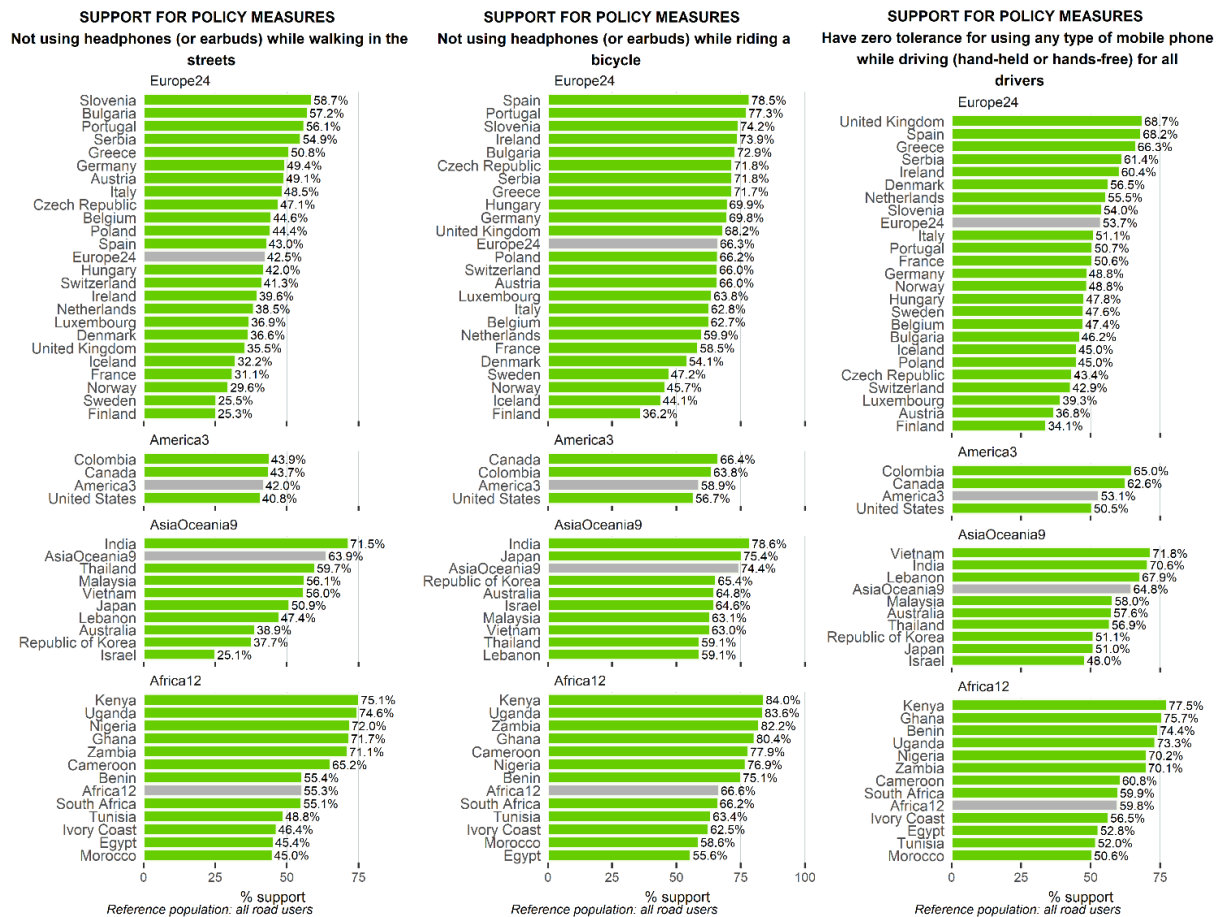 SUPPORT FOR POLICY MEASURES
Not using headphones (or earbuds) while walking in the
streets
Europe24
Slovenia 58.7%
Bulgaria 57.2%
Portugal 56.1%
Serbia 54.9%
Greece 50.8%
Germany 49.4%
Austria 49.1%
Italy 48.5%
Czech Republic 47.1%
Belgium 44.6%
Poland 44.4%
Spain 43.0%
Europe24 42.5%
Hungary 42.0%
Switzerland 41.3%
Ireland 39.6%
Netherlands 38.5%
Luxembourg 36.9%
Denmark 36.6%
United Kingdom 35.5%
Iceland 32.2%
France 31.1%
Norway 29.6%
Sweden 25.5%
Finland 25.3%
America3
Colombia 43.9%
Canada 43.7%
America3 42.0%
United States 40.8%
AsiaOceania9
India 71.5%
AsiaOceania9 63.9%
Thailand 59.7%
Malaysia 56.1%
Vietnam 56.0%
Japan 50.9%
Lebanon 47.4%
Australia 38.9%
Republic of Korea 37.7%
Israel 25.1%
Africa12
Kenya 75.1%
Uganda 74.6%
Nigeria 72.0%
Ghana 71.7%
Zambia 71.1%
Cameroon 65.2%
Benin 55.4%
Africa12 55.3%
South Africa 55.1%
Tunisia 48.8%
Ivory Coast 46.4%
Egypt 45.4%
Morocco 45.0%
0 25 50 75
% support
Reference population: all road users
SUPPORT FOR POLICY MEASURES
Not using headphones (or earbuds) while riding a
bicycle
Europe24
Spain 78.5%
Portugal 77.3%
Slovenia 74.2%
Ireland 73.9%
Bulgaria 72.9%
Czech Republic 71.8%
Serbia 71.8%
Greece 71.7%
Hungary 69.9%
Germany 69.8%
United Kingdom 68.2%
Europe24 66.3%
Poland 66.2%
Switzerland 66.0%
Austria 66.0%
Luxembourg 63.8%
Italy 62.8%
Belgium 62.7%
Netherlands 59.9%
France 58.5%
Denmark 54.1%
Sweden 47.2%
Norway 45.7%
Iceland 44.1%
Finland 36.2%
America3
Canada 66.4%
Colombia 63.8%
America3 58.9%
United States 56.7%
AsiaOceania9
India 78.6%
Japan 75.4%
AsiaOceania9 74.4%
Republic of Korea 65.4%
Australia 64.8%
Israel 64.6%
Malaysia 63.1%
Vietnam 63.0%
Thailand 59.1%
Lebanon 59.1%
Africa12
Kenya 84.0%
Uganda 83.6%
Zambia 82.2%
Ghana 80.4%
Cameroon 77.9%
Nigeria 76.9%
Benin 75.1%
Africa12 66.6%
South Africa 66.2%
Tunisia 63.4%
Ivory Coast 62.5%
Morocco 58.6%
Egypt 55.6%
0 25 50 75 100
% support
Reference population: all road users
SUPPORT FOR POLICY MEASURES
Have zero tolerance for using any type of mobile phone
while driving (hand-held or hands-free) for all
drivers
Europe24
United Kingdom 68.7%
Spain 68.2%
Greece 66.3%
Serbia 61.4%
Ireland 60.4%
Denmark 56.5%
Netherlands 55.5%
Slovenia 54.0%
Europe24 53.7%
Italy 51.1%
Portugal 50.7%
France 50.6%
Germany 48.8%
Norway 48.8%
Hungary 47.8%
Sweden 47.6%
Belgium 47.4%
Bulgaria 46.2%
Iceland 45.0%
Poland 45.0%
Czech Republic 43.4%
Switzerland 42.9%
Luxembourg 39.3%
Austria 36.8%
Finland 34.1%
America3
Colombia 65.0%
Canada 62.6%
America3 53.1%
United States 50.5%
AsiaOceania9
Vietnam 71.8%
India 70.6%
Lebanon 67.9%
AsiaOceania9 64.8%
Malaysia 58.0%
Australia 57.6%
Thailand 56.9%
Republic of Korea 51.1%
Japan 51.0%
Israel 48.0%
Africa12
Kenya 77.5%
Ghana 75.7%
Benin 74.4%
Uganda 73.3%
Nigeria 70.2%
Zambia 70.1%
Cameroon 60.8%
South Africa 59.9%
Africa12 59.8%
Ivory Coast 56.5%
Egypt 52.8%
Tunisia 52.0%
Morocco 50.6%
0 25 50 75
% support
Reference population: all road users